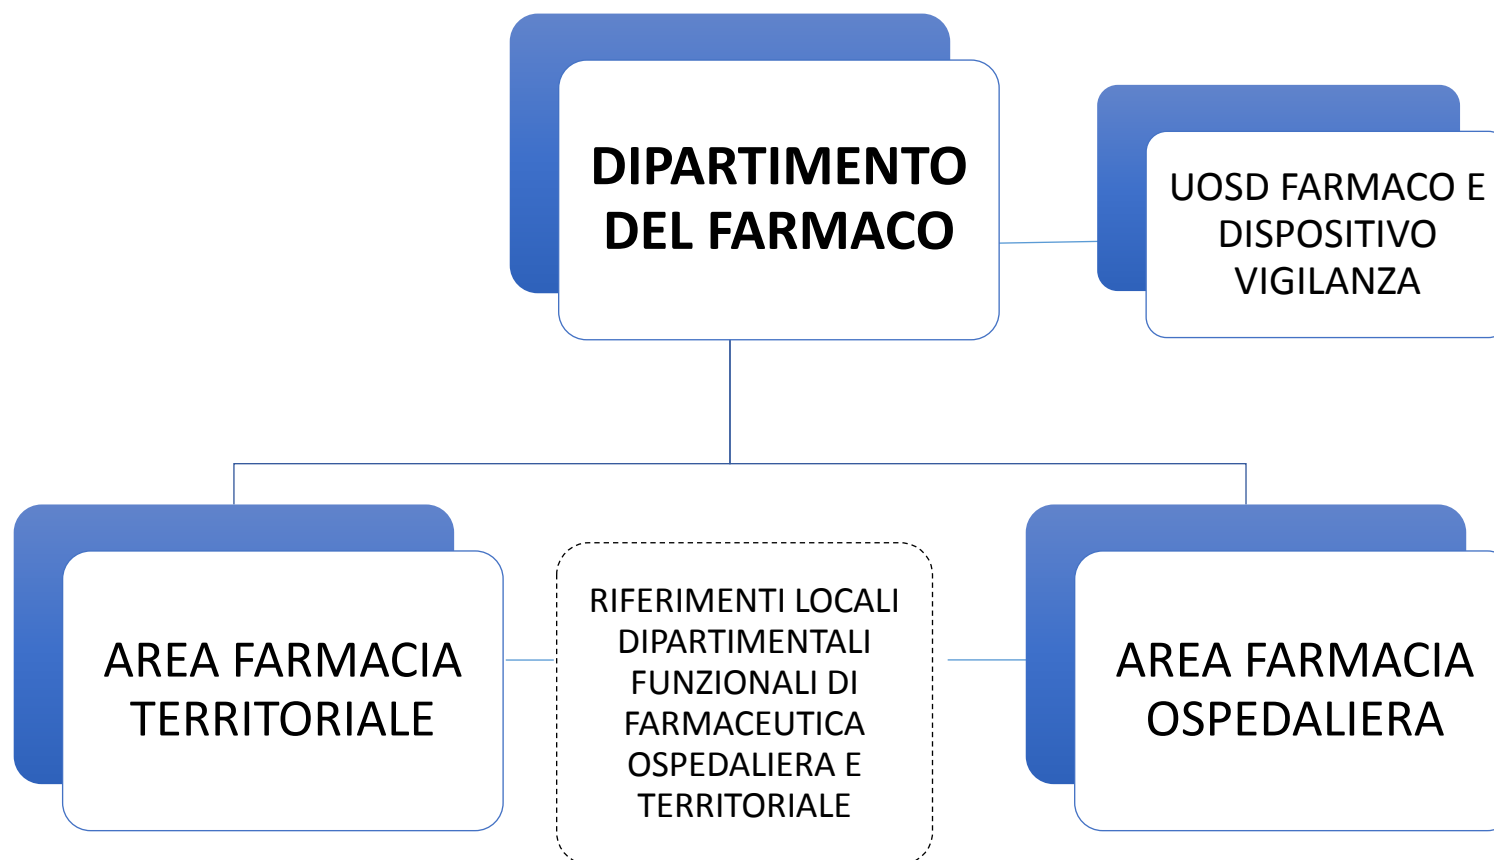 DIPARTIMENTO
DEL FARMACO
UOSD FARMACO E
DISPOSITIVO
VIGILANZA
AREA FARMACIA
TERRITORIALE
RIFERIMENTI LOCALI
DIPARTIMENTALI
FUNZIONALI DI
FARMACEUTICA
OSPEDALIERA E
TERRITORIALE
AREA FARMACIA
OSPEDALIERA